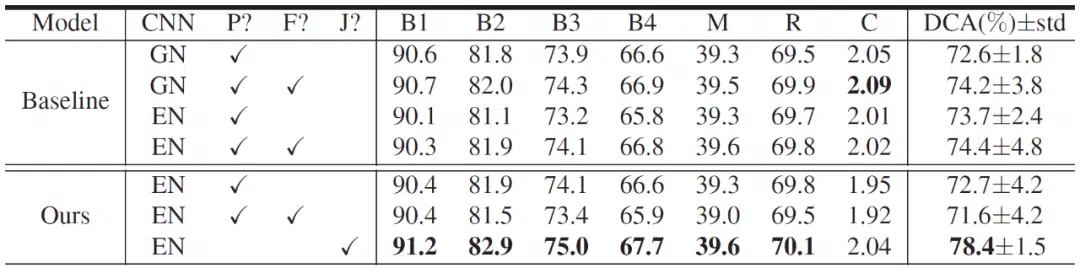 Model CNN P? F? J? B1 B2 B3 B4 M R C DCA(%)±std
Baseline
GN ✓ 90.6 81.8 73.9 66.6 39.3 69.5 2.05 72.6±1.8
GN ✓ ✓ 90.7 82.0 74.3 66.9 39.5 69.9 2.09 74.2±3.8
EN ✓ 90.1 81.1 73.2 65.8 39.3 69.7 2.01 73.7±2.4
EN ✓ ✓ 90.3 81.9 74.1 66.8 39.6 69.8 2.02 74.4±4.8
Ours
EN ✓ 90.4 81.9 74.1 66.6 39.3 69.8 1.95 72.7±4.2
EN ✓ ✓ 90.4 81.5 73.4 65.9 39.0 69.5 1.92 71.6±4.2
EN ✓ 91.2 82.9 75.0 67.7 39.6 70.1 2.04 78.4±1.5